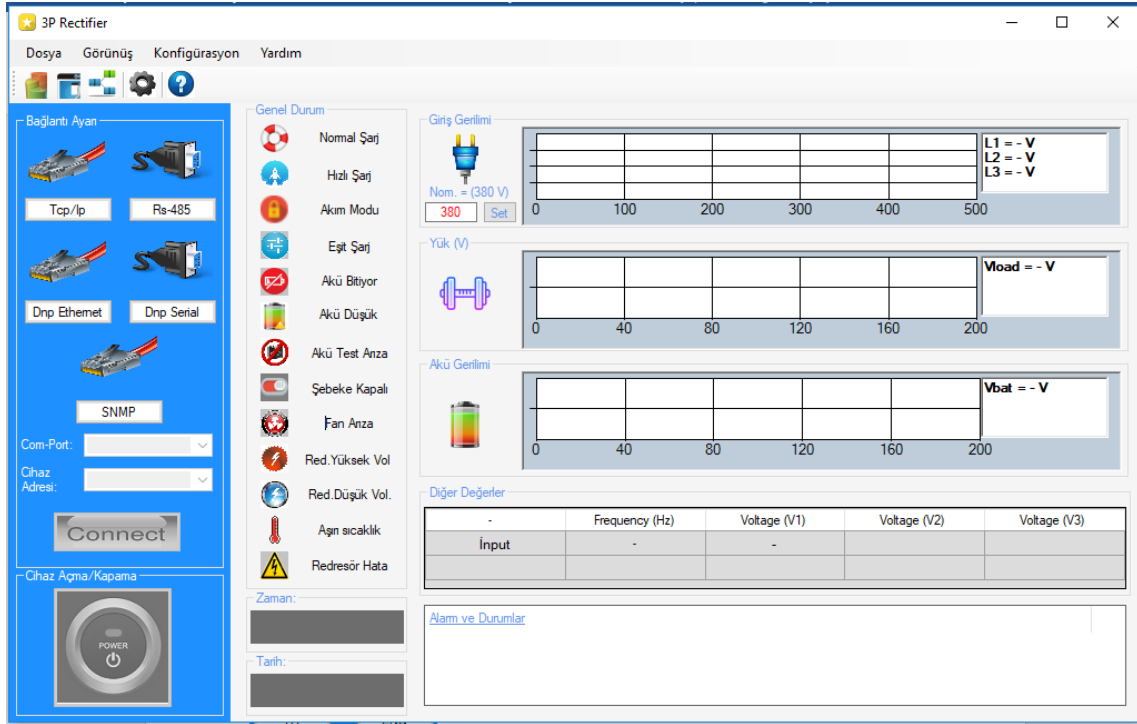 3P Rectifier
Dosya Görünüş Konfigürasyon Yardım
Bağlantı Ayarı
Tcp/Ip Rs-485
Dnp Ethernet Dnp Serial
SNMP
Com-Port:
Cihaz
Adresi:
Connect
Cihaz Açma/Kapama
POWER
Genel Durum
Normal Şarj
Hızlı Şarj
Akım Modu
Eşit Şarj
Akü Bitiyor
Akü Düşük
Akü Test Arıza
Şebeke Kapalı
Fan Arıza
Red.Yüksek Vol
Red.Düşük Vol.
Aşırı sıcaklık
Redresör Hata
Zaman:
Tarih:
Giriş Gerilimi
Nom. = (380 V)
380 Set
0 100 200 300 400 500
L1 = - V
L2 = - V
L3 = - V
Yük (V)
0 40 80 120 160 200
Vload = - V
Akü Gerilimi
0 40 80 120 160 200
Vbat = - V
Diğer Değerler
- Frequency (Hz) Voltage (V1) Voltage (V2) Voltage (V3)
İnput - -
Alarm ve Durumlar